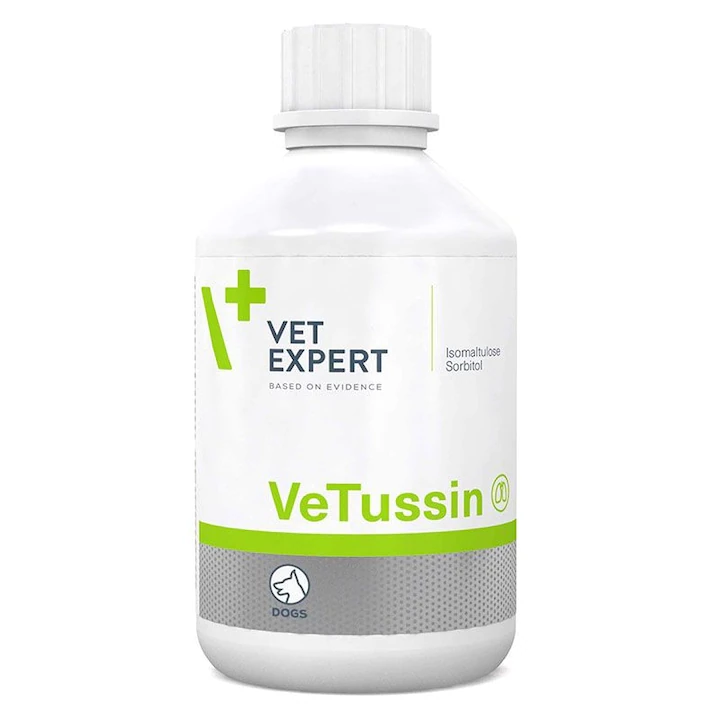 VET
EXPERT
BASED ON EVIDENCE
Isomaltulose
Sorbitol
VeTussin
DOGS